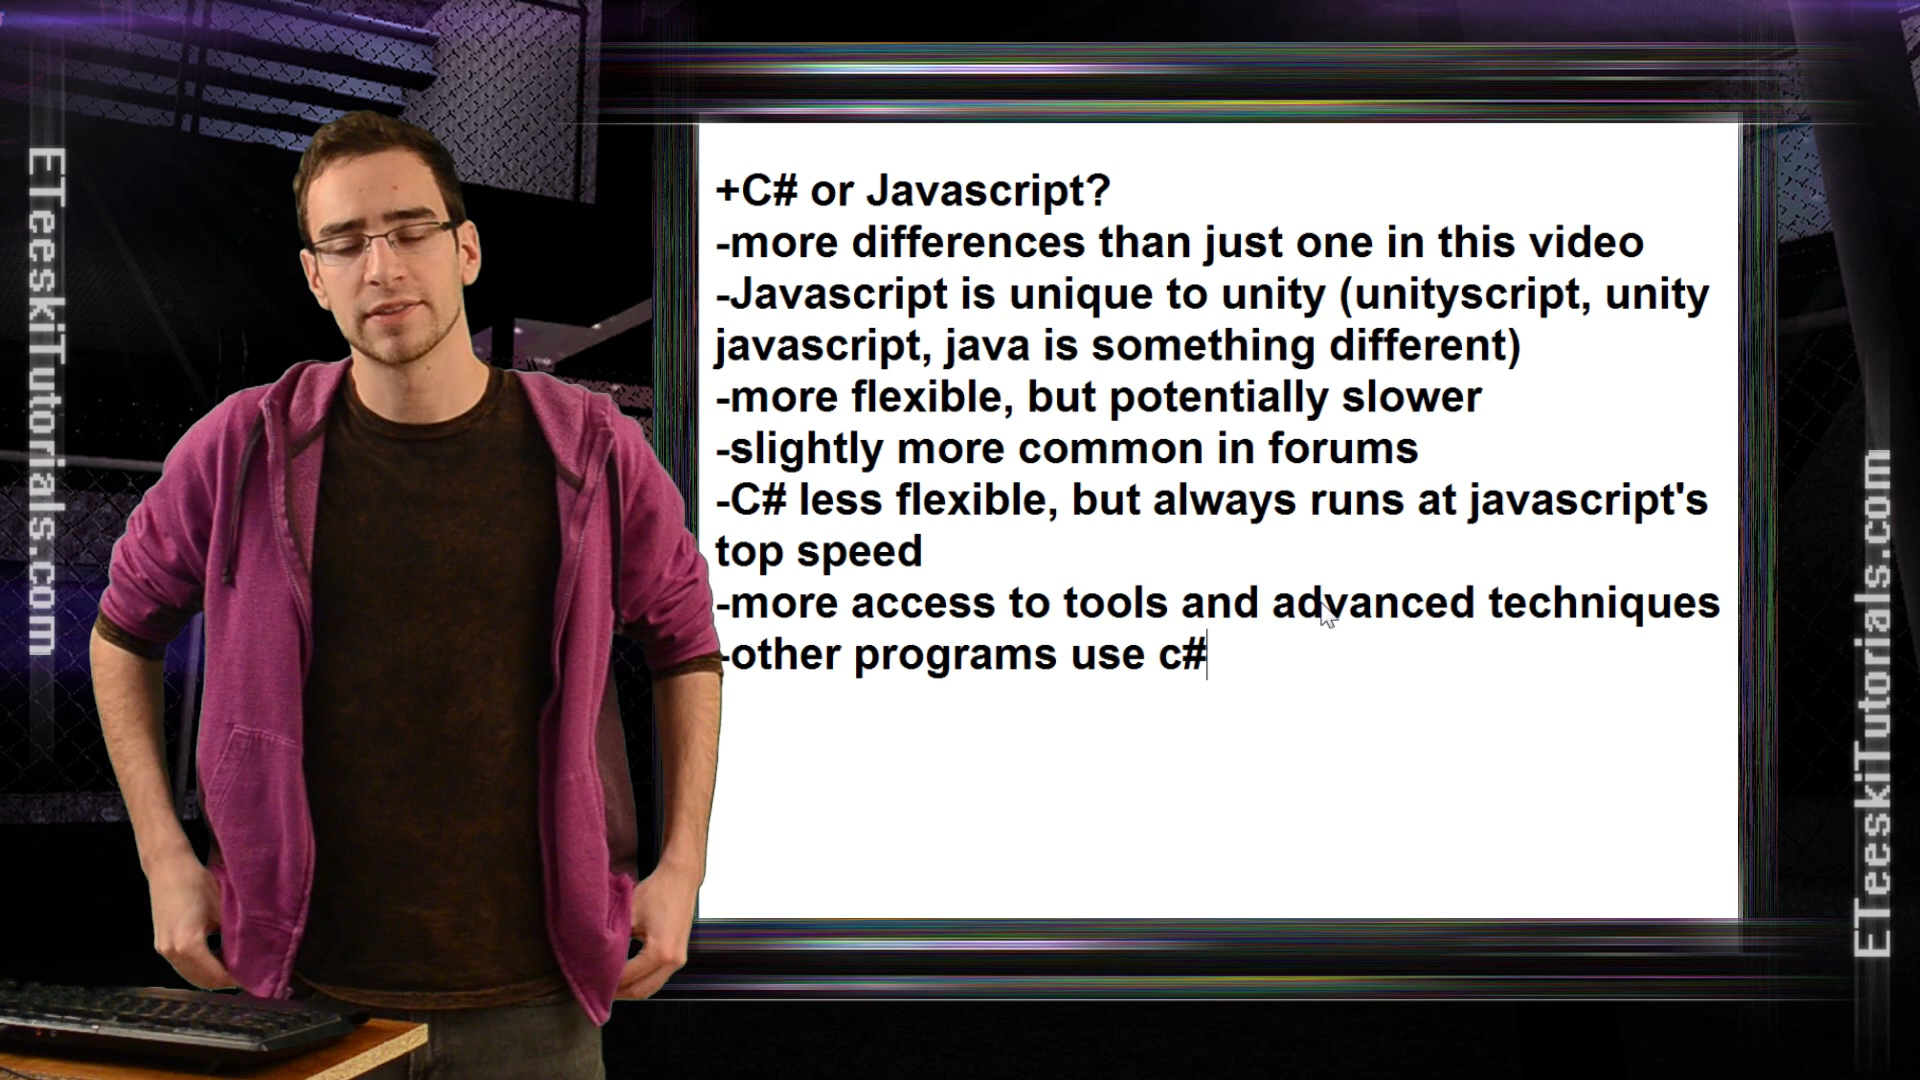 ETeeskiTutorials.com
+C# or Javascript?
-more differences than just one in this video
-Javascript is unique to unity (unityscript, unity
javascript, java is something different)
-more flexible, but potentially slower
-slightly more common in forums
-C# less flexible, but always runs at javascript's
top speed
-more access to tools and advanced techniques
-other programs use c#
ETeeskiTutorials.com